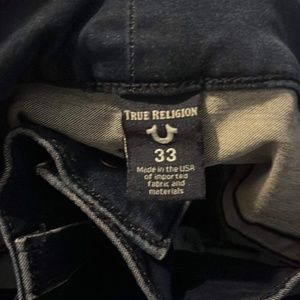 TRUE RELIGION
33
Made in the USA
of imported
fabric and
materials